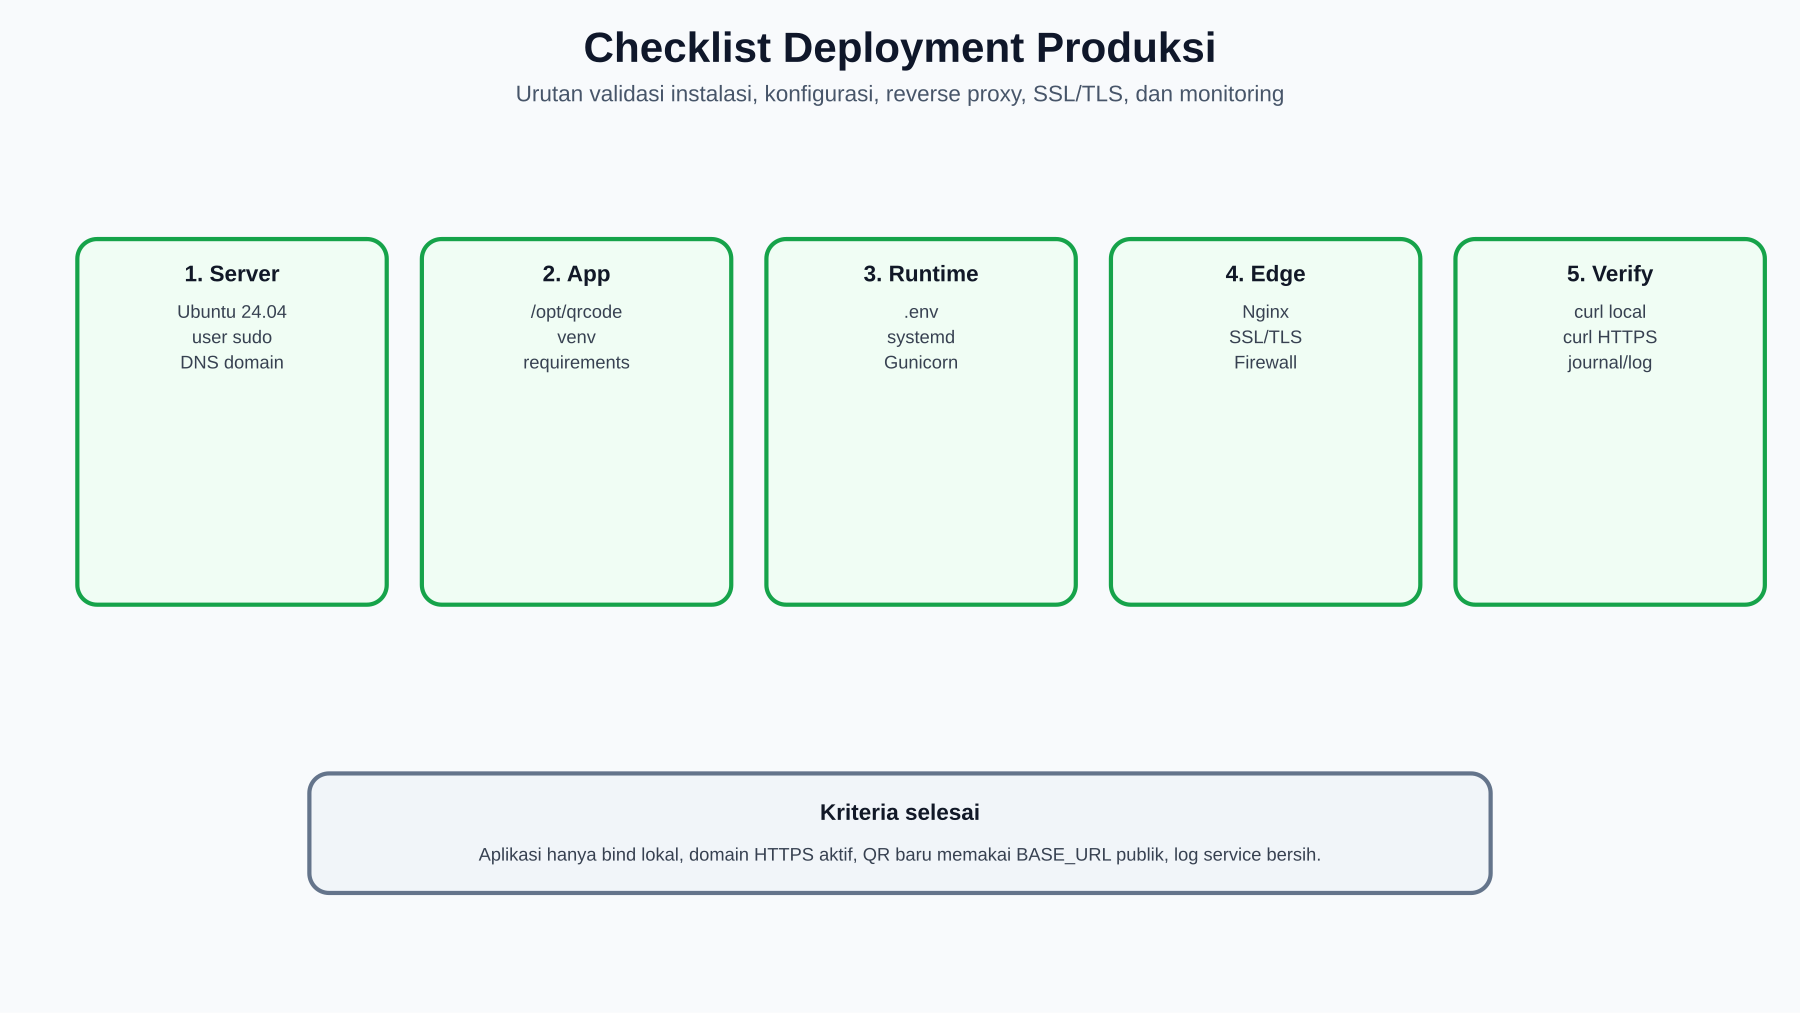 Checklist Deployment Produksi
Urutan validasi instalasi, konfigurasi, reverse proxy, SSL/TLS, dan monitoring
1. Server
Ubuntu 24.04
user sudo
DNS domain
2. App
/opt/qrcode
venv
requirements
3. Runtime
.env
systemd
Gunicorn
4. Edge
Nginx
SSL/TLS
Firewall
5. Verify
curl local
curl HTTPS
journal/log
Kriteria selesai
Aplikasi hanya bind lokal, domain HTTPS aktif, QR baru memakai BASE_URL publik, log service bersih.